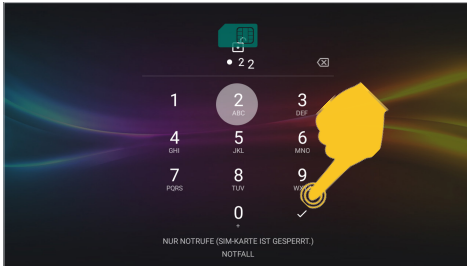 ● 2 2
1 2 3
ABC DEF
4 5 6
GHI JKL MNO
7 8 9
PQRS TUV
0
+
NUR NOTRUFE (SIM-KARTE IST GESPERRT.)
NOTFALL